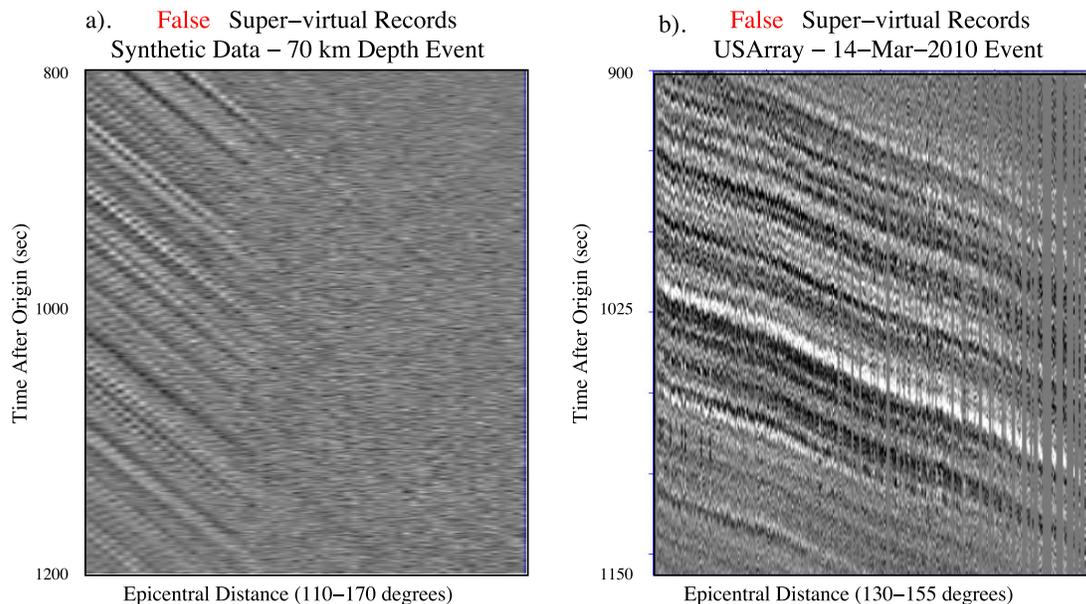 a). False Super−virtual Records
Synthetic Data − 70 km Depth Event
800
1000
1200
Time After Origin (sec)
Epicentral Distance (110−170 degrees)
b). False Super−virtual Records
USArray − 14−Mar−2010 Event
900
1025
1150
Time After Origin (sec)
Epicentral Distance (130−155 degrees)